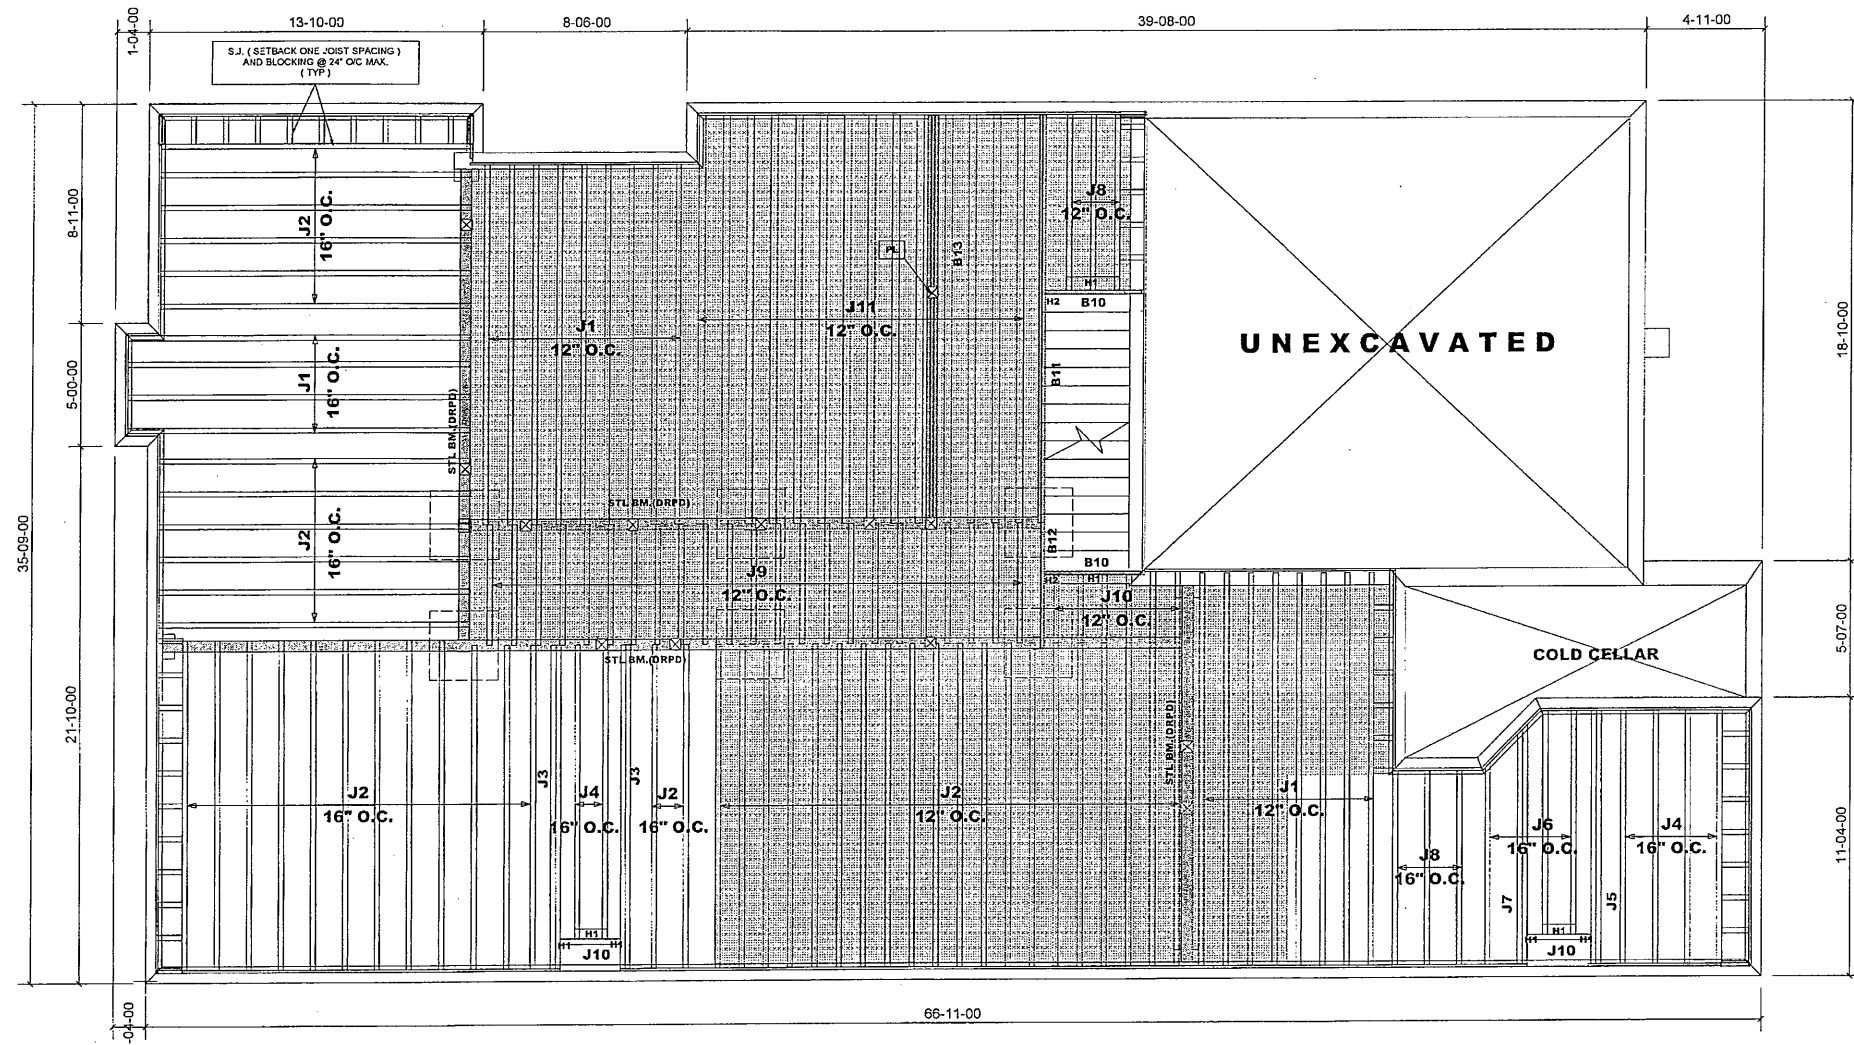 13-10-00
8-06-00
39-08-00
4-11-00
1-04-00
S.J. ( SETBACK ONE JOIST SPACING )
AND BLOCKING @ 24" O/C MAX.
( TYP )
8-11-00
5-00-00
35-09-00
21-10-00
18-10-00
5-07-00
11-04-00
J2
16" O.C.
J1
16" O.C.
J2
16" O.C.
STL BM.(DRPD)
J1
12" O.C.
J11
12" O.C.
PL
B13
J8
12" O.C.
H1
H2
B10
B11
B12
B10
H2
H1
UNEXCAVATED
STL BM.(DRPD)
J9
12" O.C.
J10
12" O.C.
STL BM.(DRPD)
COLD CELLAR
STL BM.(DRPD)
J2
16" O.C.
J3
J4
16" O.C.
J3
J2
16" O.C.
H1
H1
H1
J10
J2
12" O.C.
J1
12" O.C.
J8
16" O.C.
J7
J6
16" O.C.
J5
J4
16" O.C.
H1
H1
H1
J10
66-11-00
-04-00